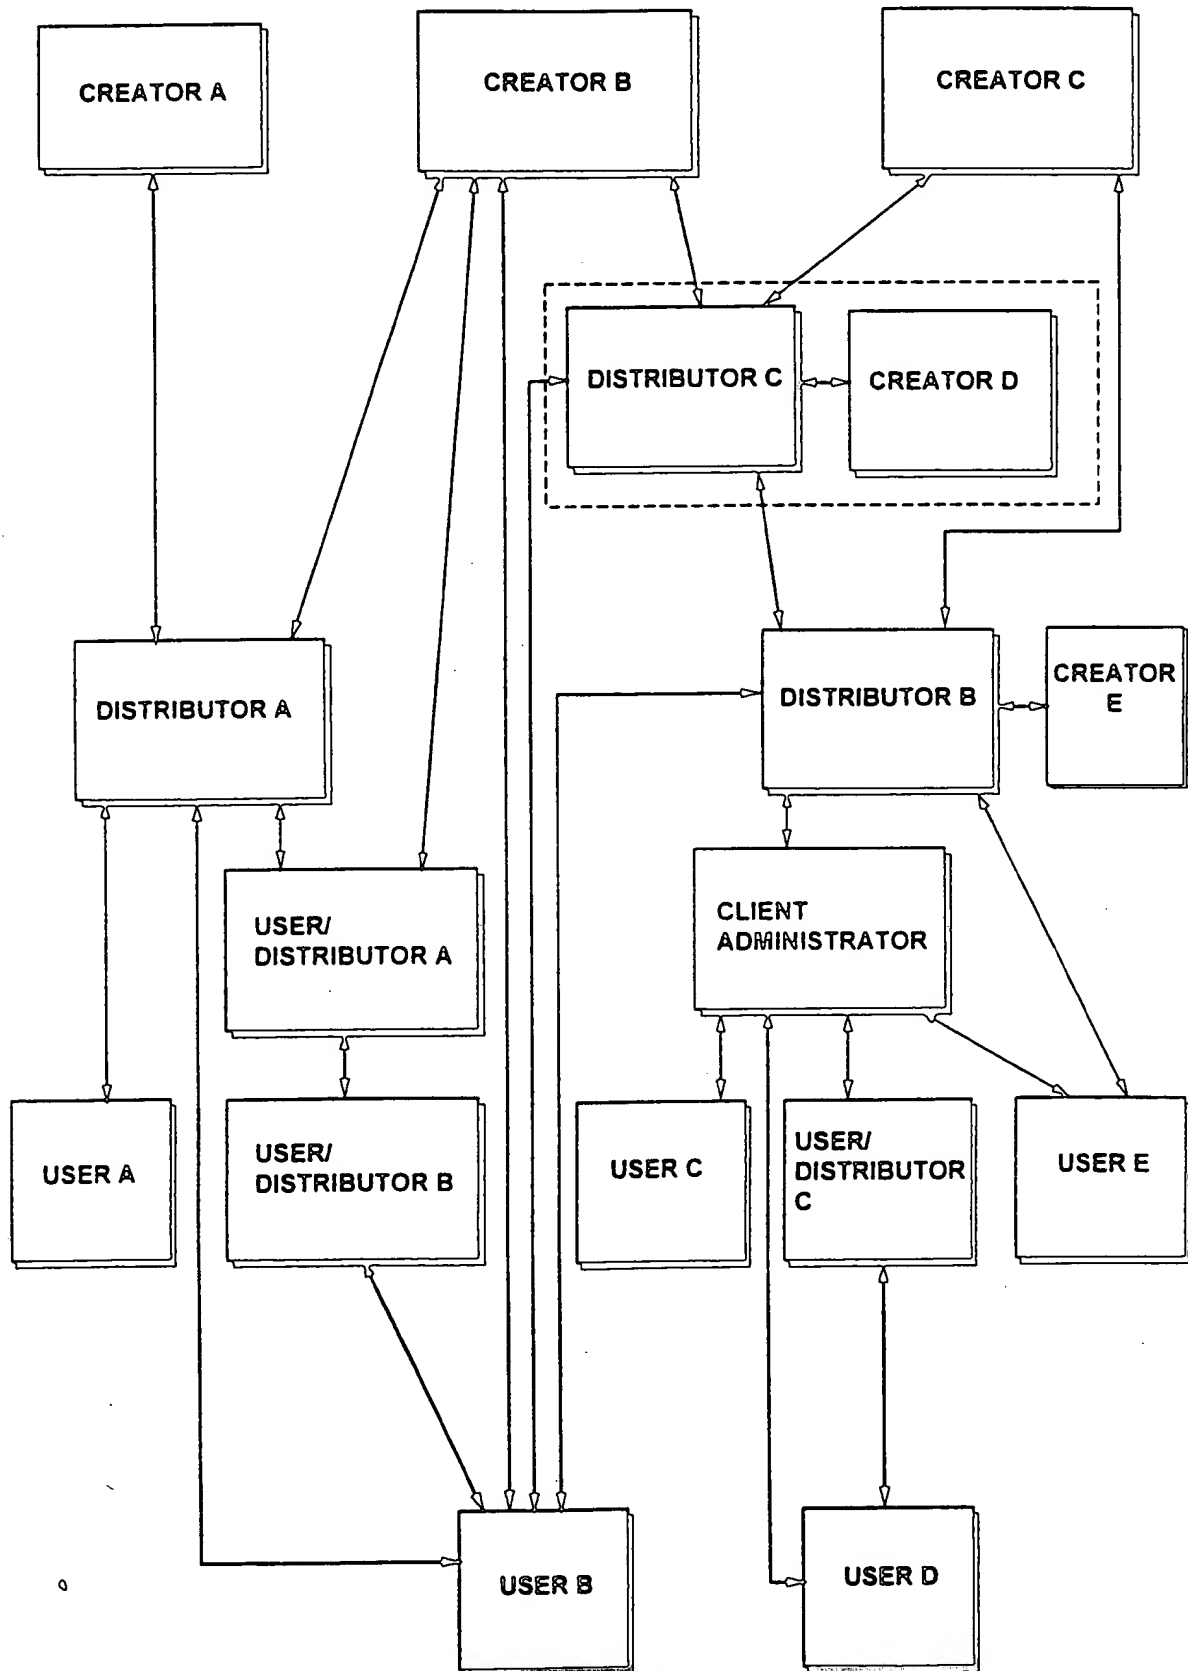 CREATOR A
CREATOR B
CREATOR C
DISTRIBUTOR C
CREATOR D
DISTRIBUTOR A
DISTRIBUTOR B
CREATOR
E
USER/
DISTRIBUTOR A
CLIENT
ADMINISTRATOR
USER A
USER/
DISTRIBUTOR B
USER C
USER/
DISTRIBUTOR
C
USER E
USER B
USER D